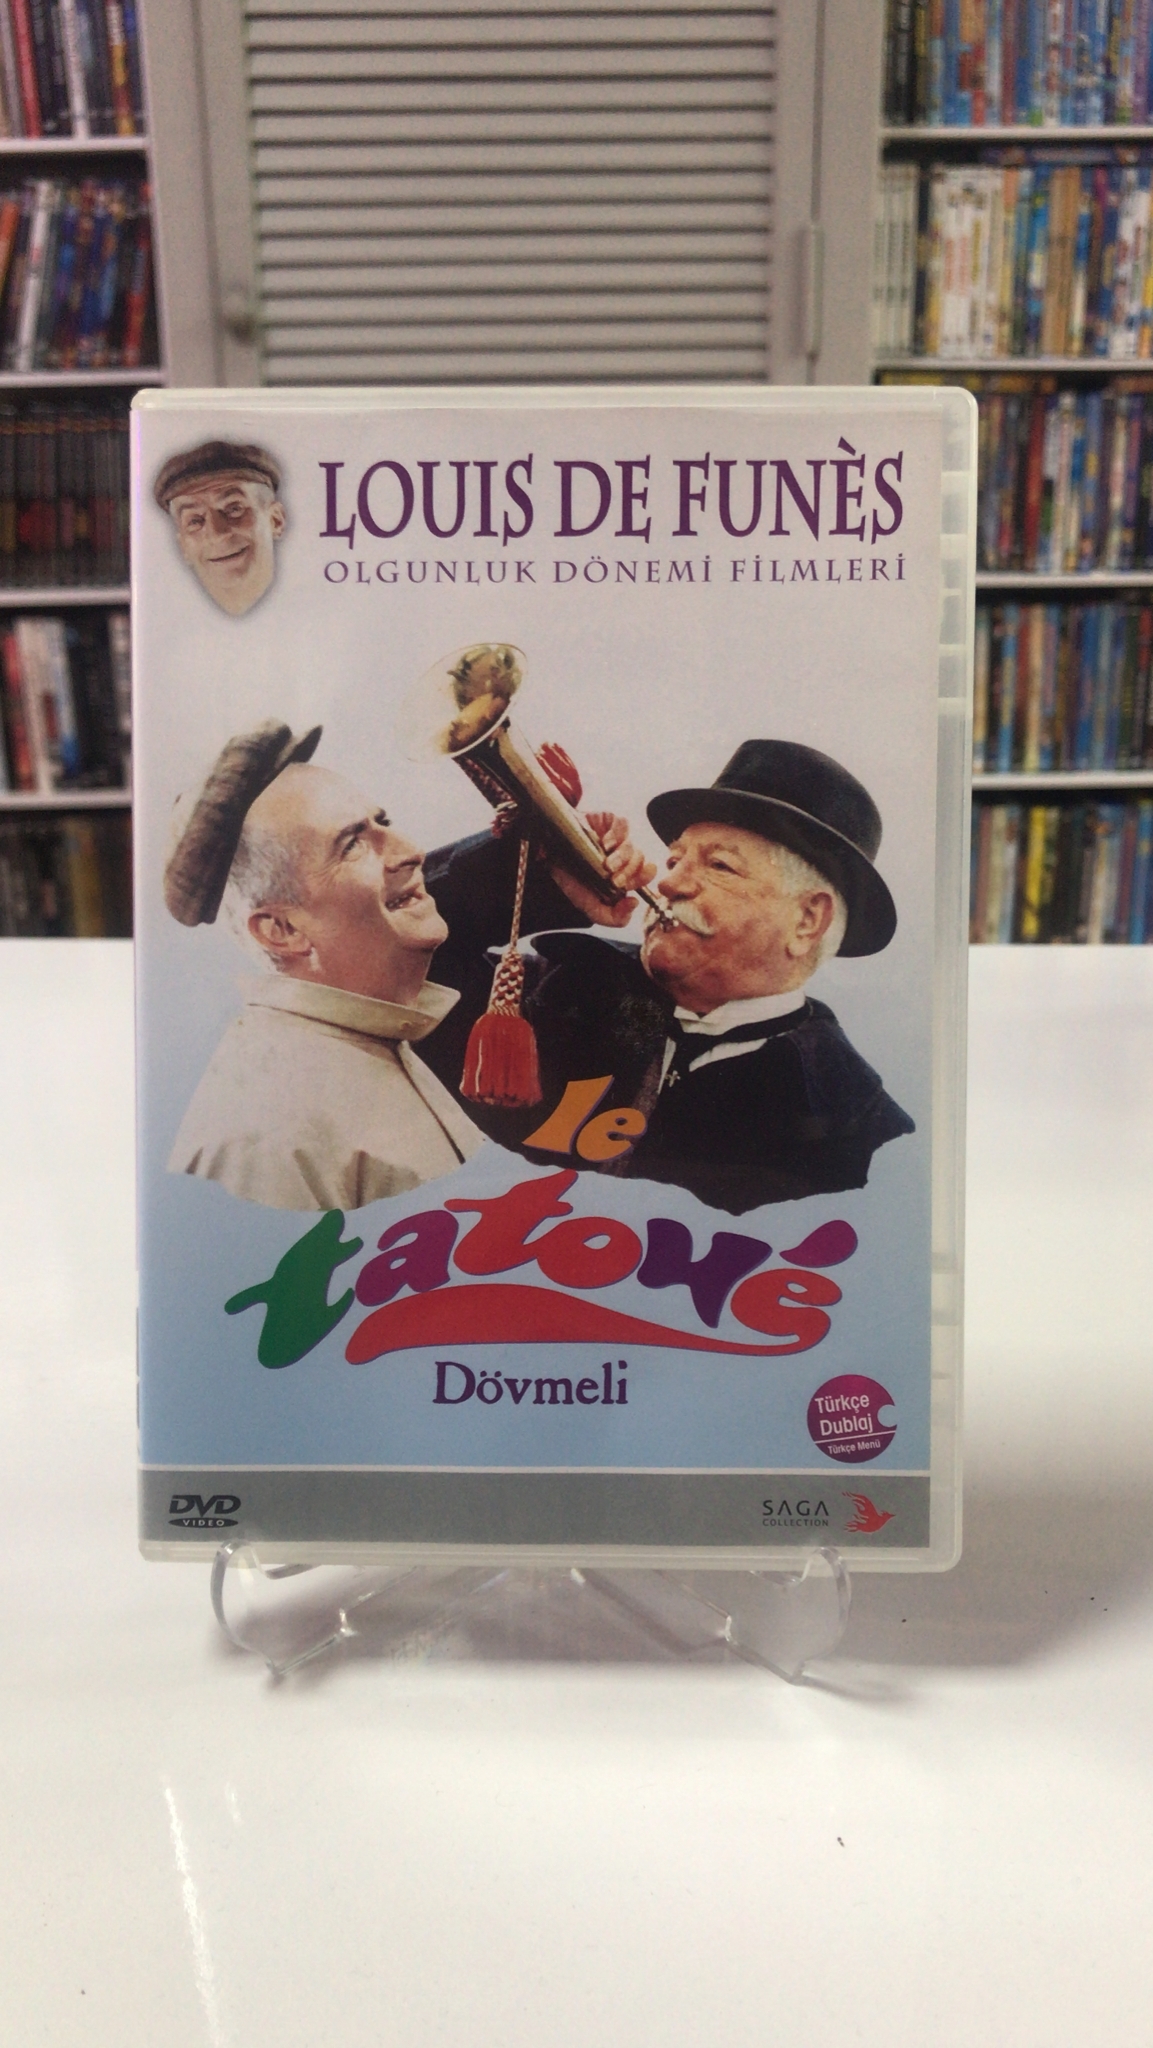 LOUIS DE FUNÈS
OLGUNLUK DÖNEMİ FİLMLERİ
le
tatoué
Dövmeli
Türkçe
Dublaj
Türkçe Menü
DVD
VIDEO
SAGA
COLLECTION